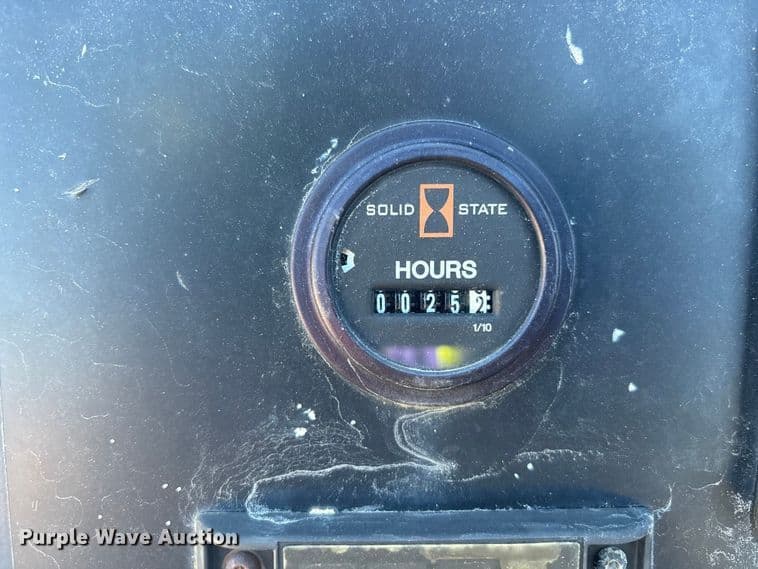 SOLID STATE
HOURS
0025
1/10
Purple Wave Auction